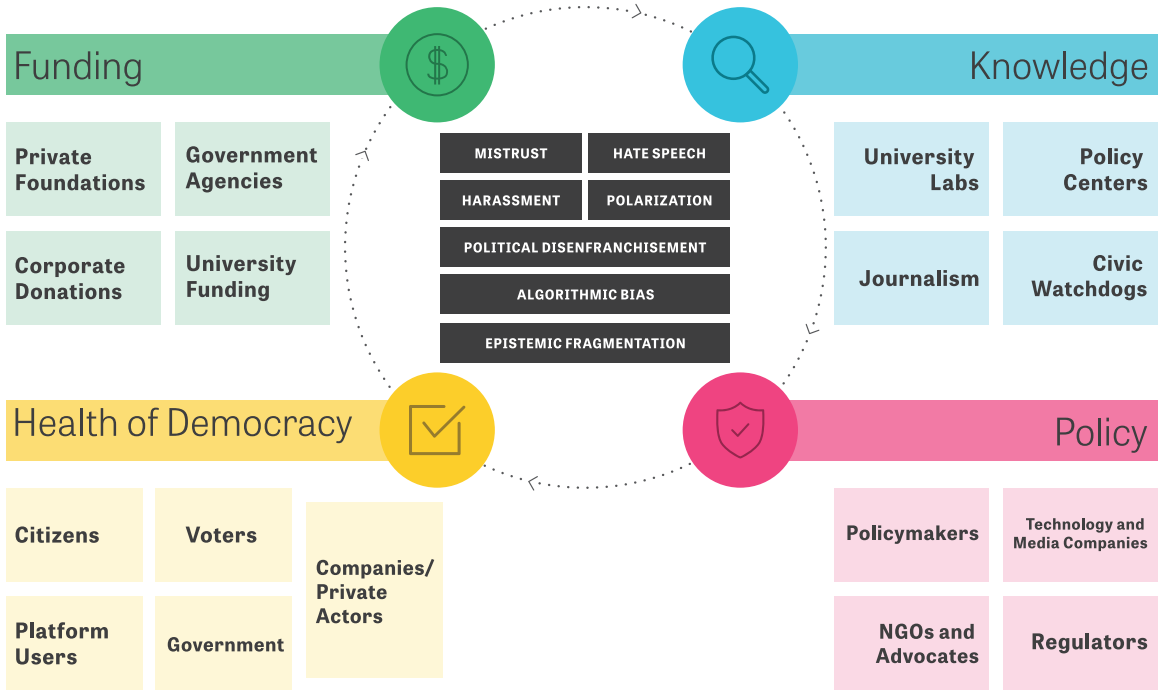 Funding
$
Knowledge
Private
Foundations
Government
Agencies
Corporate
Donations
University
Funding
MISTRUST
HATE SPEECH
HARASSMENT
POLARIZATION
POLITICAL DISENFRANCHISEMENT
ALGORITHMIC BIAS
EPISTEMIC FRAGMENTATION
University
Labs
Policy
Centers
Journalism
Civic
Watchdogs
Health of Democracy
Policy
Citizens
Voters
Companies/
Private
Actors
Platform
Users
Government
Policymakers
Technology and
Media Companies
NGOs and
Advocates
Regulators